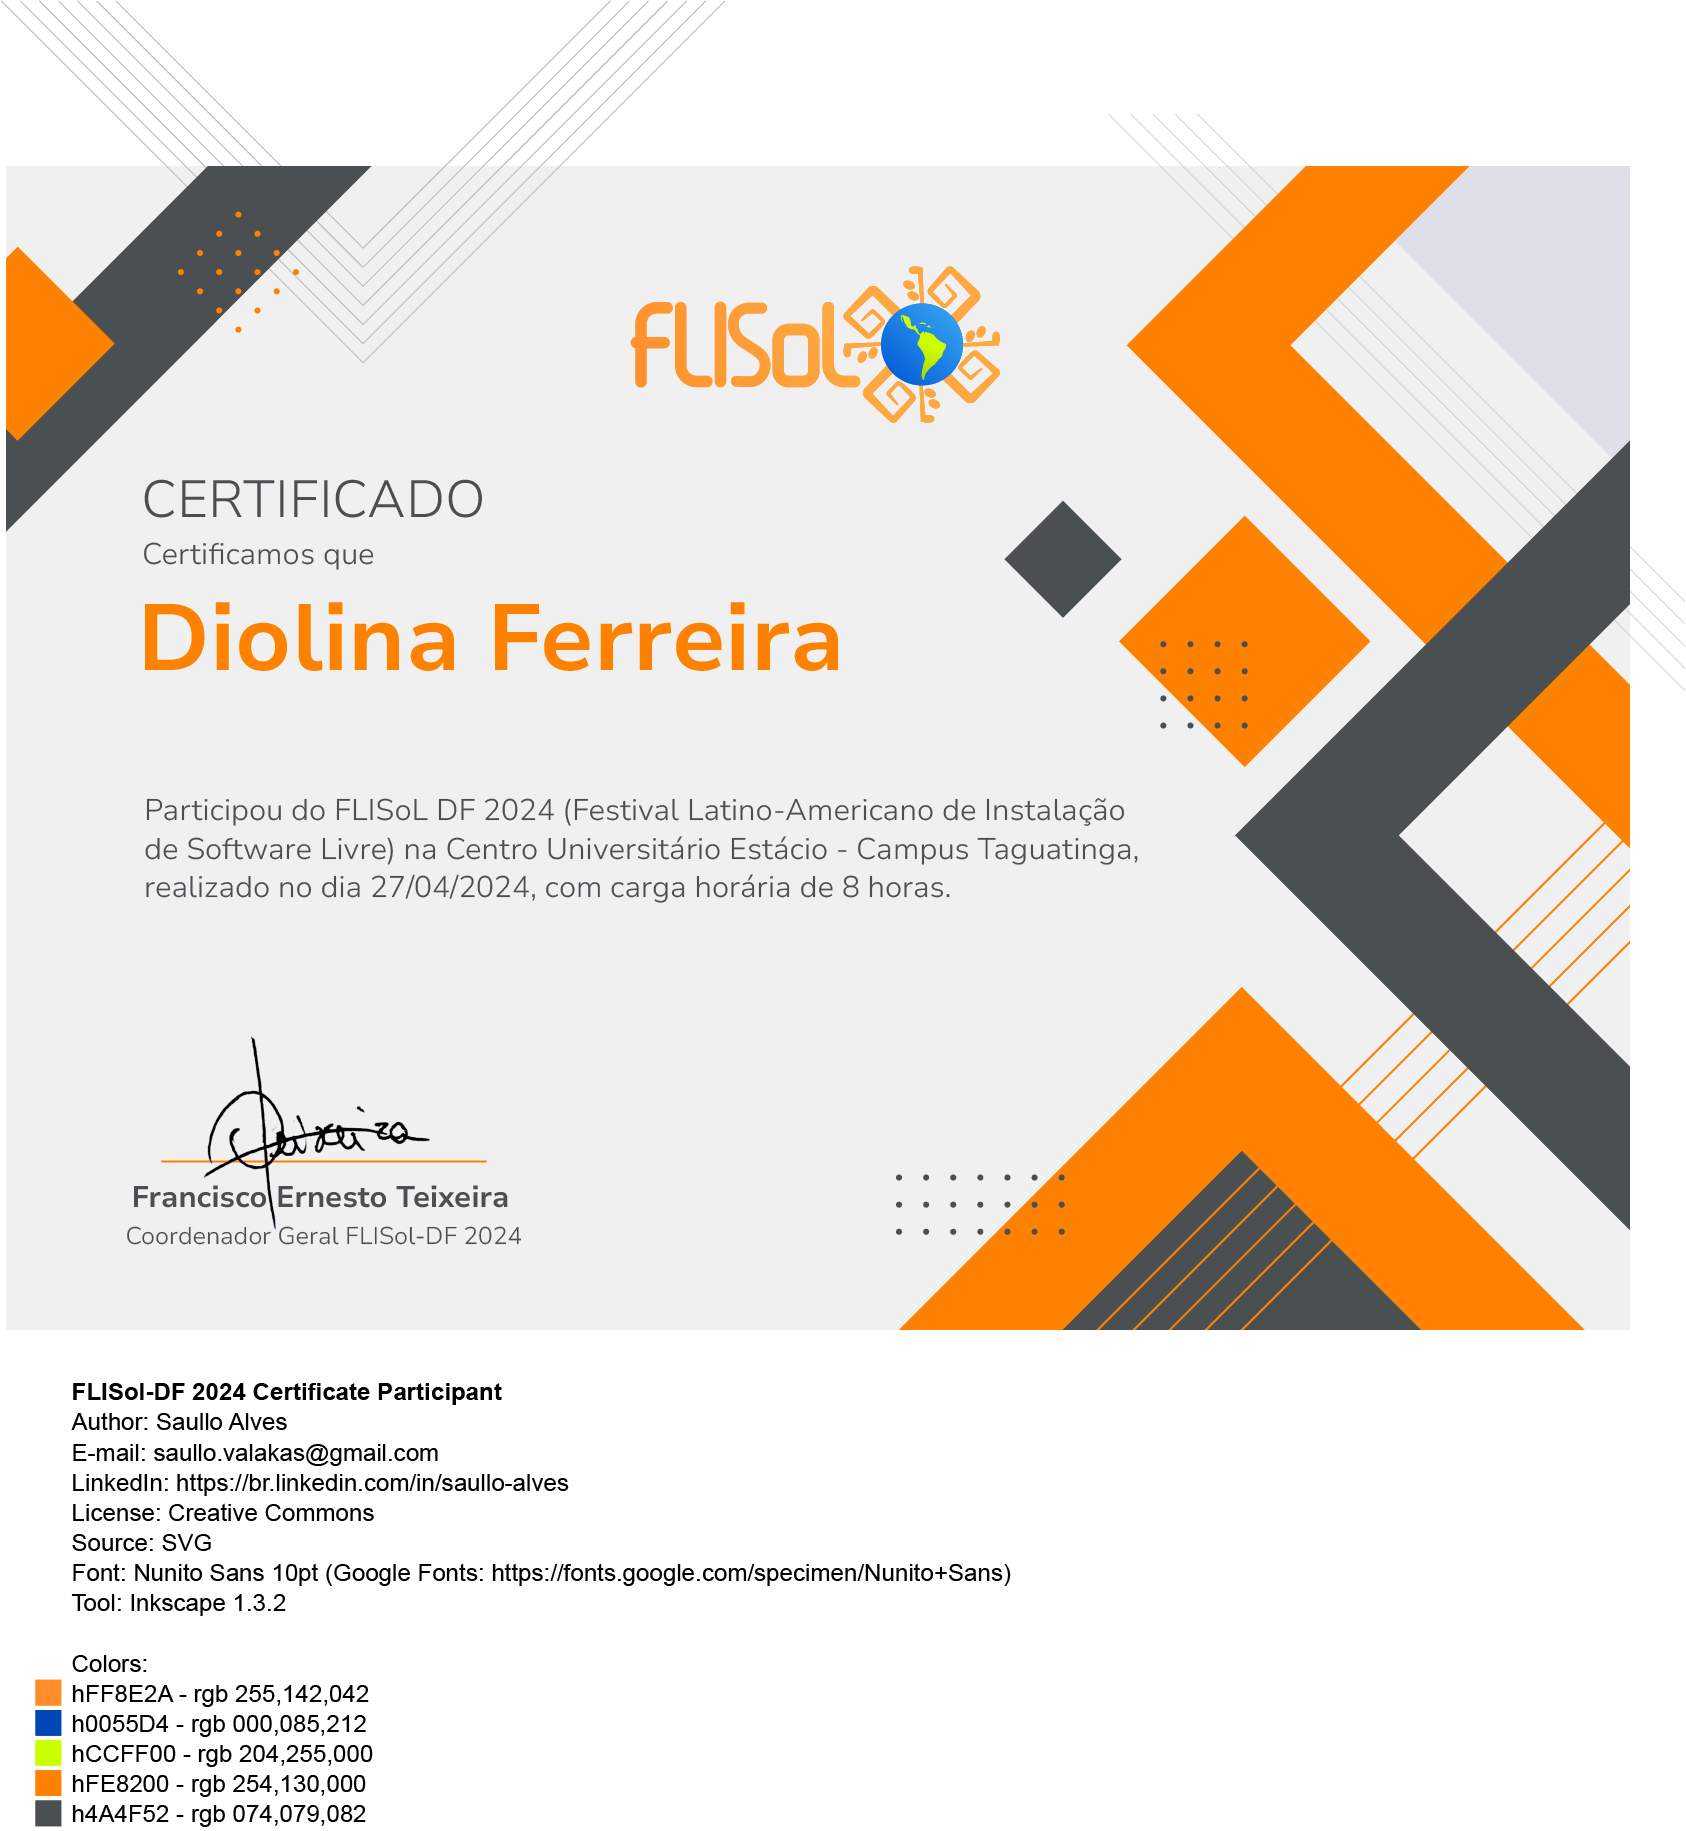 FLISoL
CERTIFICADO
Certificamos que
Diolina Ferreira
Participou do FLISoL DF 2024 (Festival Latino-Americano de Instalação
de Software Livre) na Centro Universitário Estácio - Campus Taguatinga,
realizado no dia 27/04/2024, com carga horária de 8 horas.
Teixeira
Francisco Ernesto Teixeira
Coordenador Geral FLISol-DF 2024
FLISol-DF 2024 Certificate Participant
Author: Saullo Alves
E-mail: saullo.valakas@gmail.com
LinkedIn: https://br.linkedin.com/in/saullo-alves
License: Creative Commons
Source: SVG
Font: Nunito Sans 10pt (Google Fonts: https://fonts.google.com/specimen/Nunito+Sans)
Tool: Inkscape 1.3.2
Colors:
hFF8E2A - rgb 255,142,042
h0055D4 - rgb 000,085,212
hCCFF00 - rgb 204,255,000
hFE8200 - rgb 254,130,000
h4A4F52 - rgb 074,079,082